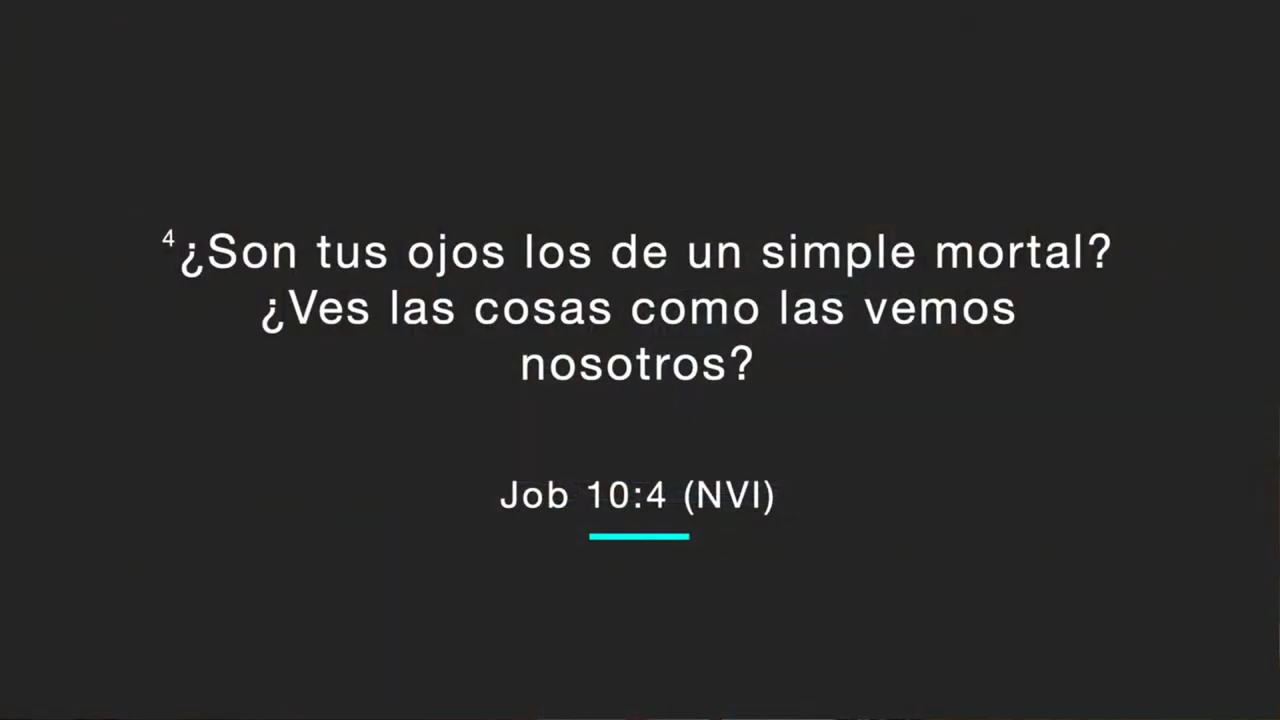 ⁴¿Son tus ojos los de un simple mortal?
¿Ves las cosas como las vemos
nosotros?
Job 10:4 (NVI)